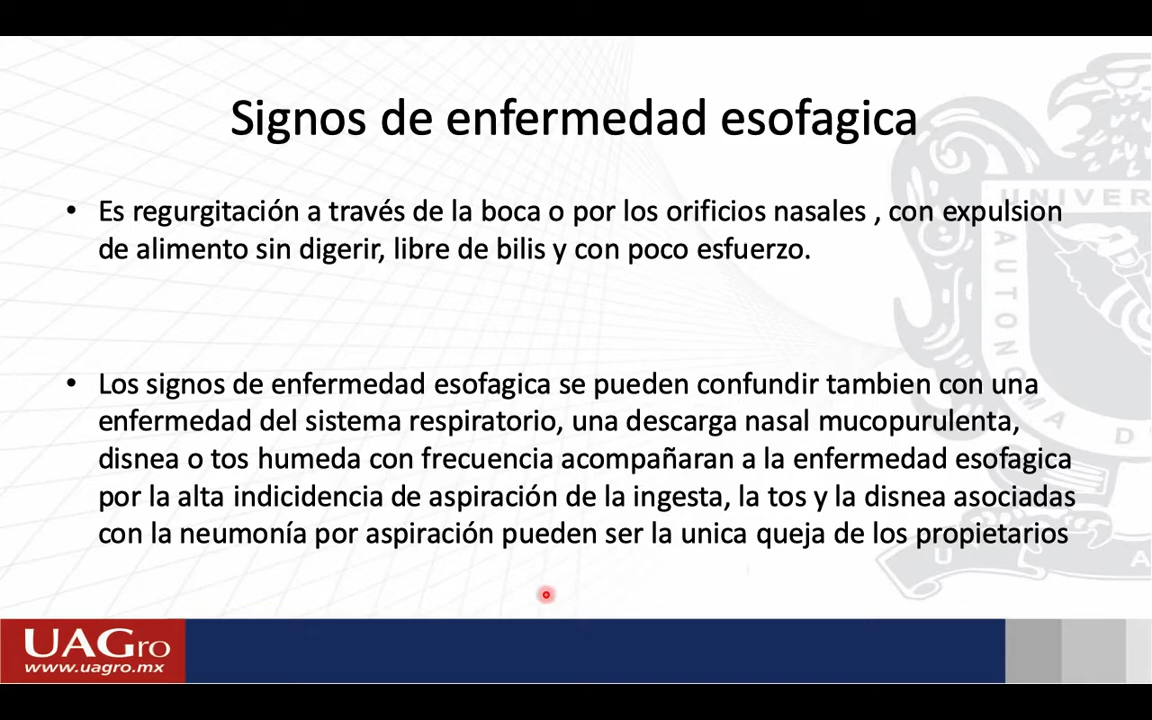 Signos de enfermedad esofagica
• Es regurgitación a través de la boca o por los orificios nasales , con expulsion
de alimento sin digerir, libre de bilis y con poco esfuerzo.
• Los signos de enfermedad esofagica se pueden confundir tambien con una
enfermedad del sistema respiratorio, una descarga nasal mucopurulenta,
disnea o tos humeda con frecuencia acompañaran a la enfermedad esofagica
por la alta indicidencia de aspiración de la ingesta, la tos y la disnea asociadas
con la neumonía por aspiración pueden ser la unica queja de los propietarios
UNIVER
AUTONOMA D
U
A
UAGro
www.uagro.mx